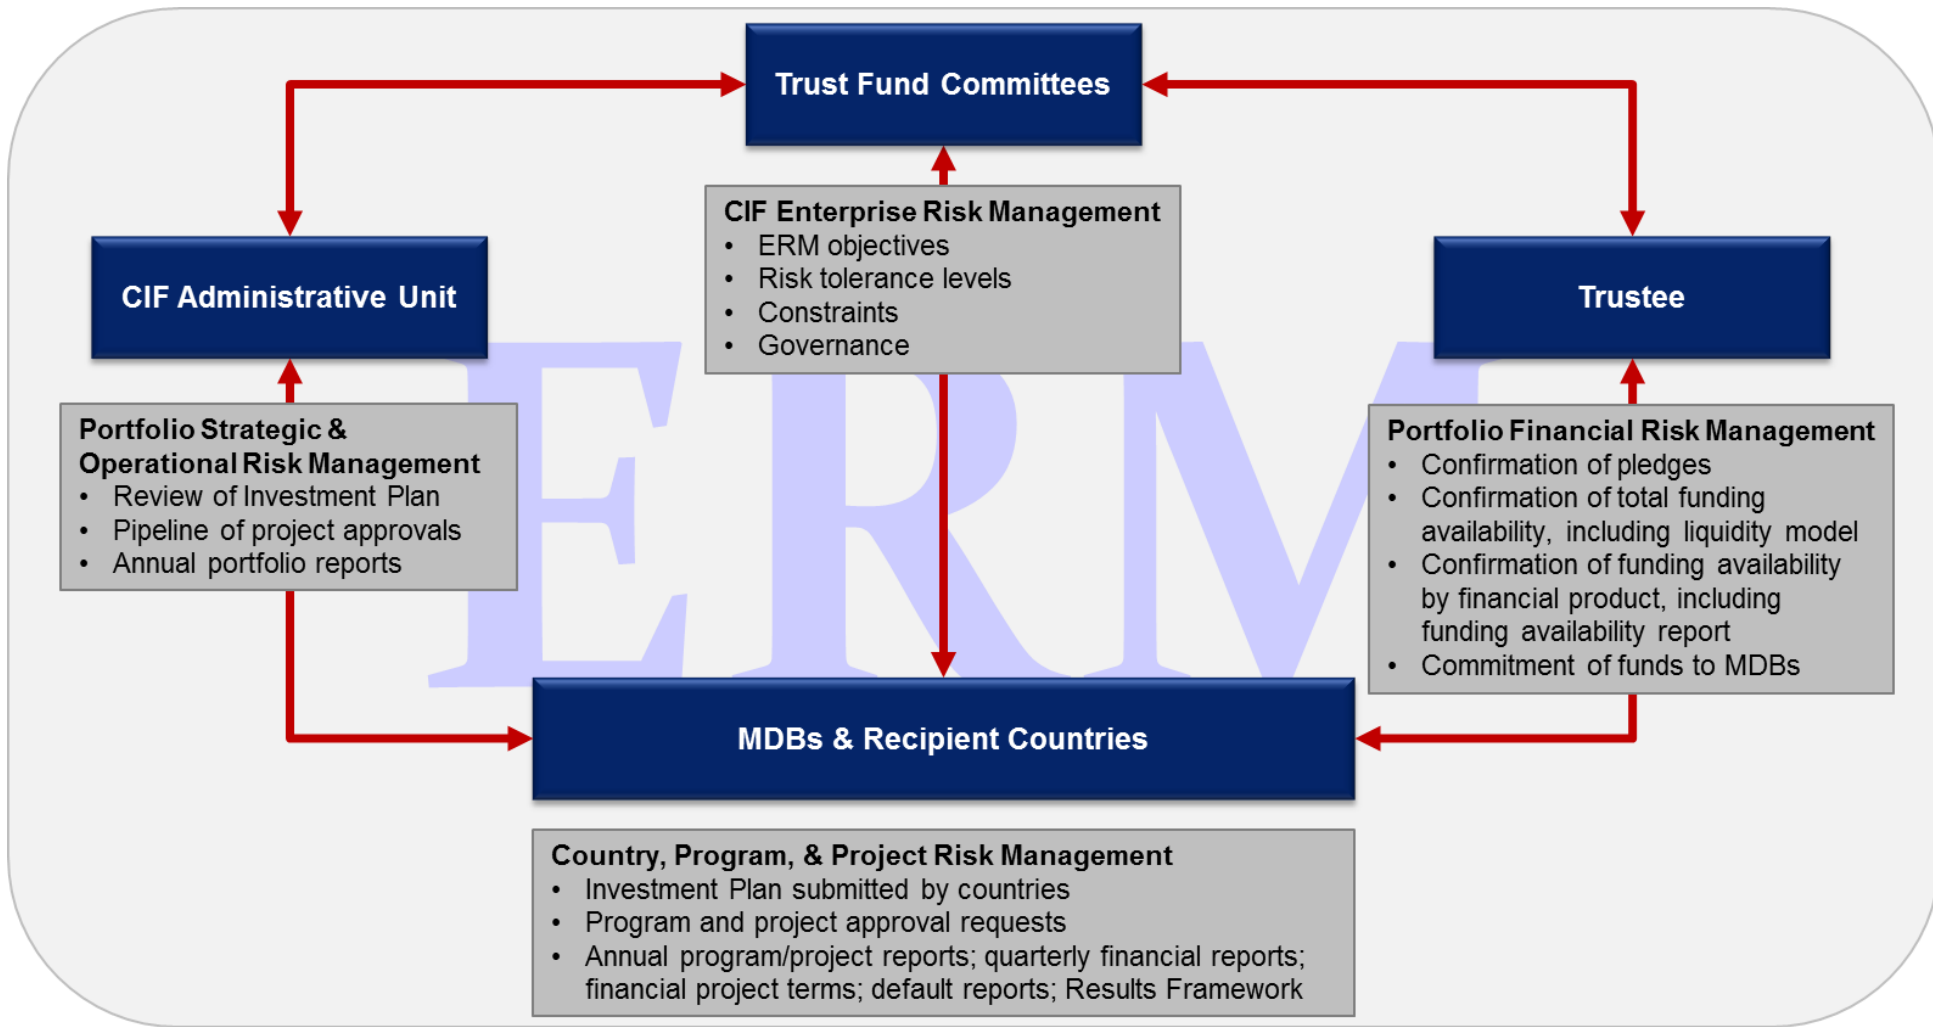 Trust Fund Committees
CIF Enterprise Risk Management
• ERM objectives
• Risk tolerance levels
• Constraints
• Governance
CIF Administrative Unit
Trustee
ERM
Portfolio Strategic &
Operational Risk Management
• Review of Investment Plan
• Pipeline of project approvals
• Annual portfolio reports
Portfolio Financial Risk Management
• Confirmation of pledges
• Confirmation of total funding
availability, including liquidity model
• Confirmation of funding availability
by financial product, including
funding availability report
• Commitment of funds to MDBs
MDBs & Recipient Countries
Country, Program, & Project Risk Management
• Investment Plan submitted by countries
• Program and project approval requests
• Annual program/project reports; quarterly financial reports;
financial project terms; default reports; Results Framework